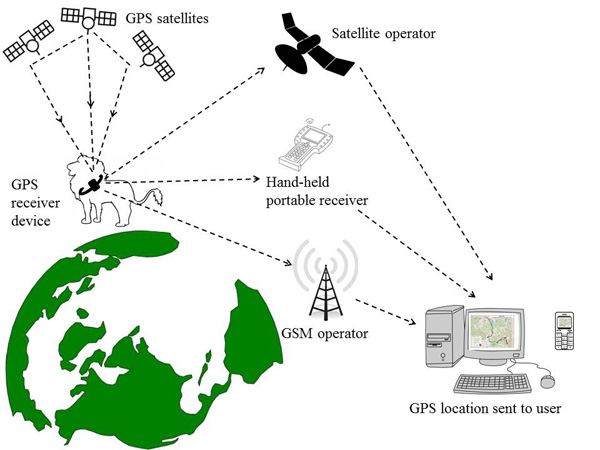 GPS satellites
Satellite operator
GPS
receiver
device
Hand-held
portable receiver
GSM operator
GPS location sent to user